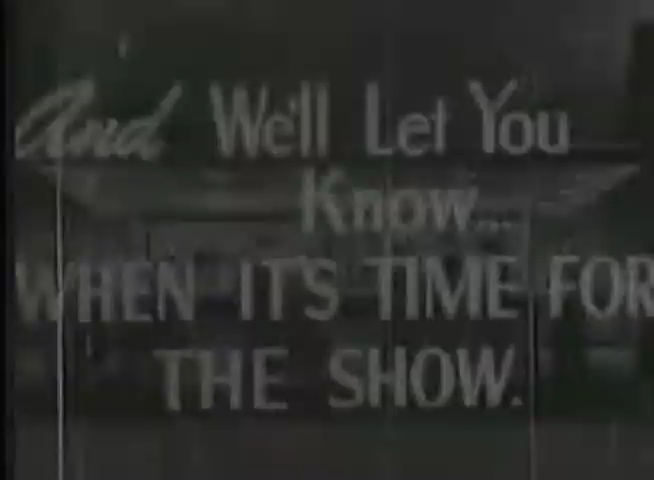 And We'll Let You
Know...
WHEN IT'S TIME FOR
THE SHOW.